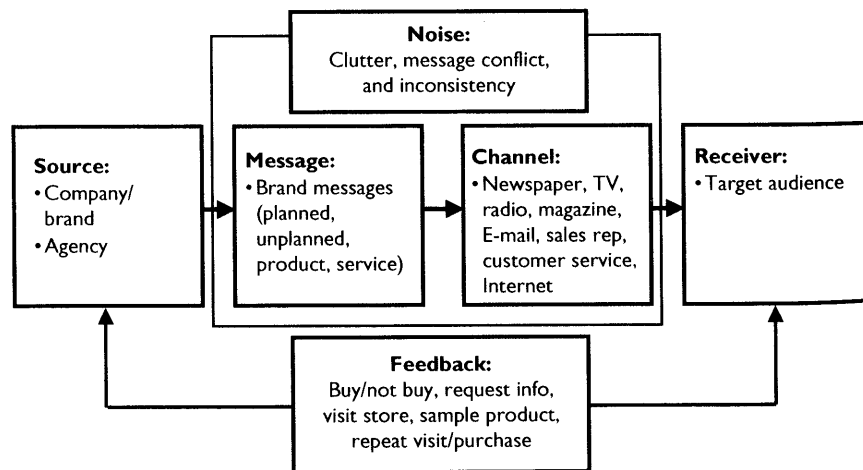 Noise:
Clutter, message conflict,
and inconsistency
Source:
• Company/
brand
• Agency
Message:
• Brand messages
(planned,
unplanned,
product, service)
Channel:
• Newspaper, TV,
radio, magazine,
E-mail, sales rep,
customer service,
Internet
Receiver:
• Target audience
Feedback:
Buy/not buy, request info,
visit store, sample product,
repeat visit/purchase